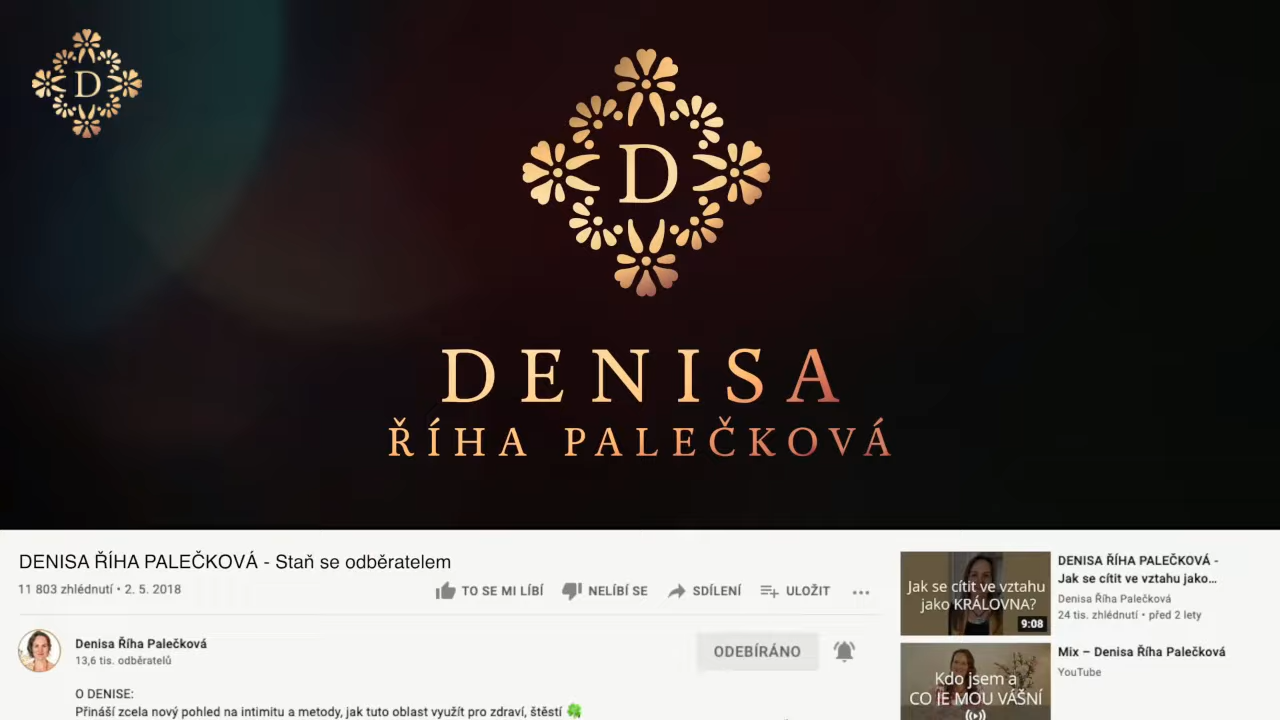 D
D
DENISA
ŘÍHA PALEČKOVÁ
DENISA ŘÍHA PALEČKOVÁ - Staň se odběratelem
11 803 zhlédnutí • 2. 5. 2018
TO SE MI LÍBÍ
NELÍBÍ SE
SDÍLENÍ
ULOŽIT
Denisa Říha Palečková
13,6 tis. odběratelů
ODEBÍRÁNO
O DENISE:
Přináší zcela nový pohled na intimitu a metody, jak tuto oblast využít pro zdraví, štěstí 🍀
Jak se cítit ve vztahu
jako KRÁLOVNA?
9:08
DENISA ŘÍHA PALEČKOVÁ -
Jak se cítit ve vztahu jako...
Denisa Říha Palečková
24 tis. zhlédnutí • před 2 lety
Kdo jsem a
CO JE MOU VÁŠNÍ
Mix – Denisa Říha Palečková
YouTube